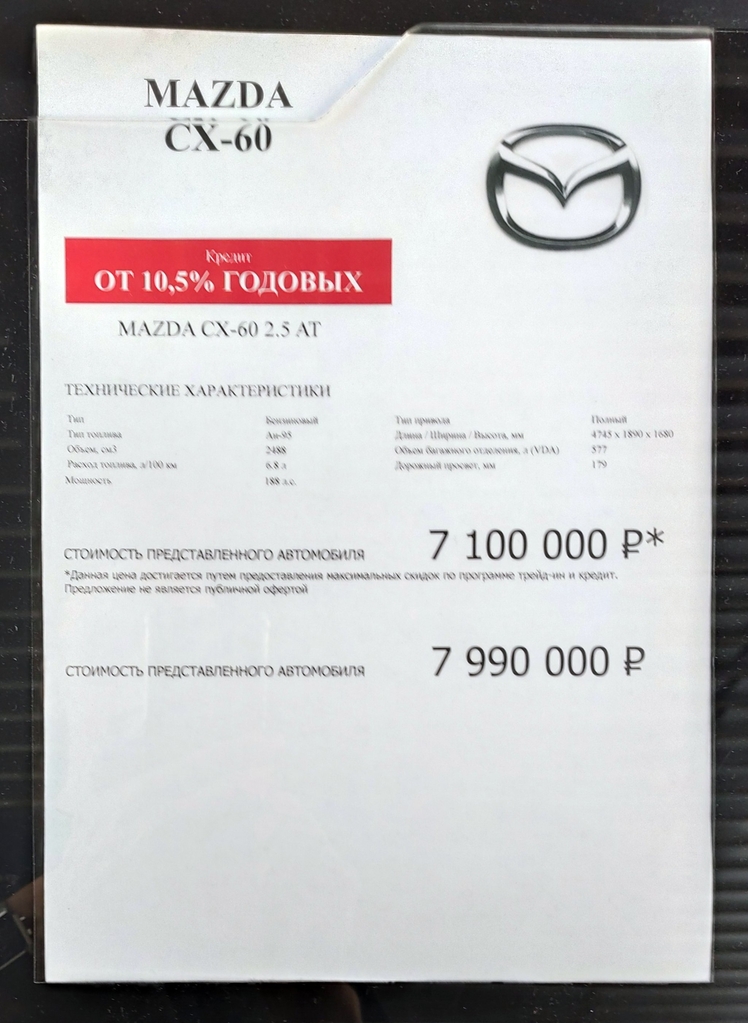 MAZDA
CX-60
Кредит
ОТ 10,5% ГОДОВЫХ
MAZDA CX-60 2.5 AT
ТЕХНИЧЕСКИЕ ХАРАКТЕРИСТИКИ
Тип Бензиновый Тип привода Полный
Тип топлива Аи-95 Длина / Ширина / Высота, мм 4745 x 1890 x 1680
Объем, см3 2488 Объем багажного отделения, л (VDA) 577
Расход топлива, л/100 км 6.8 л Дорожный просвет, мм 179
Мощность 188 л.с.
СТОИМОСТЬ ПРЕДСТАВЛЕННОГО АВТОМОБИЛЯ 7 100 000 ₽*
*Данная цена достигается путем предоставления максимальных скидок по программе трейд-ин и кредит.
Предложение не является публичной офертой
СТОИМОСТЬ ПРЕДСТАВЛЕННОГО АВТОМОБИЛЯ 7 990 000 ₽